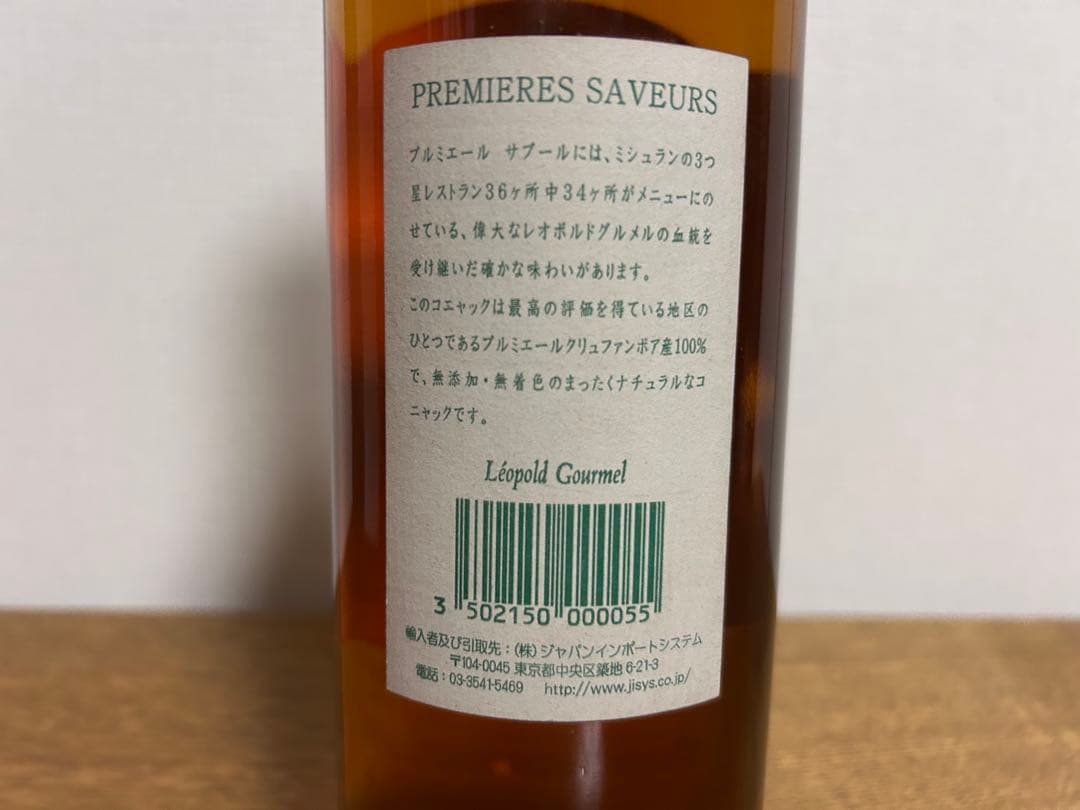 PREMIERES SAVEURS
プルミエール サブールには、ミシュランの3つ
星レストラン36ヶ所中34ヶ所がメニューにの
せている、偉大なレオポルドグルメルの血統を
受け継いだ確かな味わいがあります。
このコエャックは最高の評価を得ている地区の
ひとつであるプルミエールクリュファンボア産100%
で、無添加・無着色のまったくナチュラルなコ
ニャックです。
Léopold Gourmel
3 502150 000055
輸入者及び引取先：(株)ジャパンインポートシステム
〒104-0045 東京都中央区築地6-21-3
電話：03-3541-5469 http://www.jisys.co.jp/